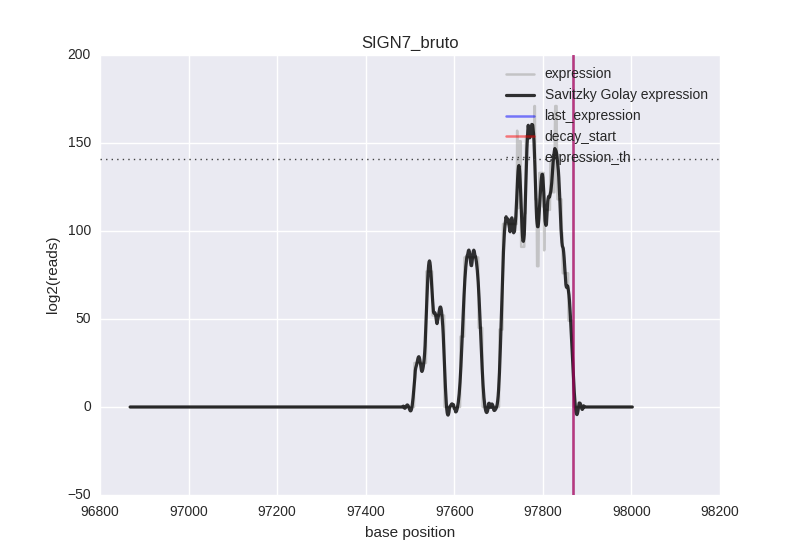 SIGN7_bruto
200
150
100
50
0
−50
log2(reads)
expression
Savitzky Golay expression
last_expression
decay_start
expression_th
96800 97000 97200 97400 97600 97800 98000 98200
base position